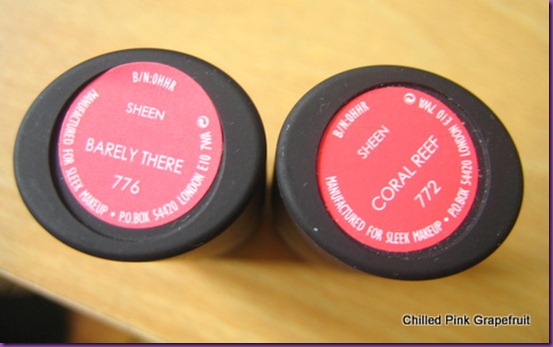 B/N:0HHR
SHEEN
BARELY THERE
776
MANUFACTURED FOR SLEEK MAKEUP • P.O.BOX 54420 LONDON E10 7WA
B/N:0HHR
SHEEN
CORAL REEF
772
MANUFACTURED FOR SLEEK MAKEUP • P.O.BOX 54420 LONDON E10 7WA
Chilled Pink Grapefruit